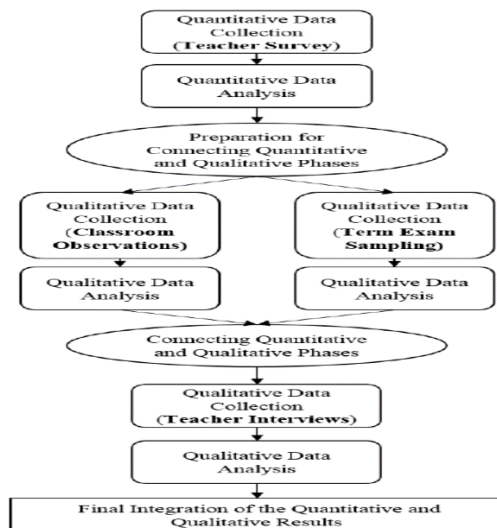 Quantitative Data
Collection
(Teacher Survey)
Quantitative Data
Analysis
Preparation for
Connecting Quantitative
and Qualitative Phases
Qualitative Data
Collection
(Classroom
Observations)
Qualitative Data
Collection
(Term Exam
Sampling)
Qualitative Data
Analysis
Qualitative Data
Analysis
Connecting Quantitative
and Qualitative Phases
Qualitative Data
Collection
(Teacher Interviews)
Qualitative Data
Analysis
Final Integration of the Quantitative and
Qualitative Results